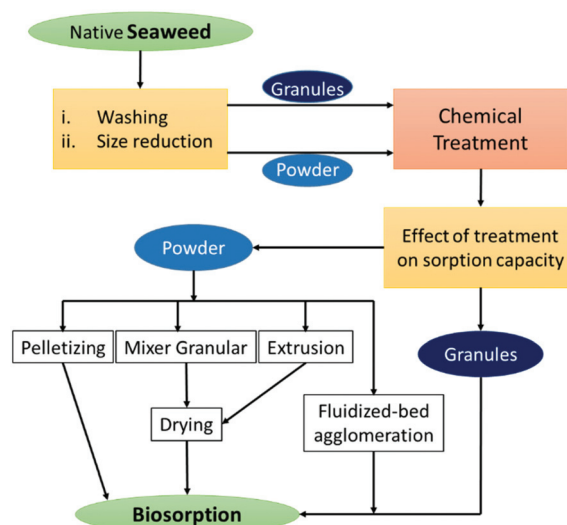 Native Seaweed
Granules
i. Washing
ii. Size reduction
Powder
Chemical
Treatment
Effect of treatment
on sorption capacity
Powder
Pelletizing
Mixer Granular
Extrusion
Granules
Drying
Fluidized-bed
agglomeration
Biosorption